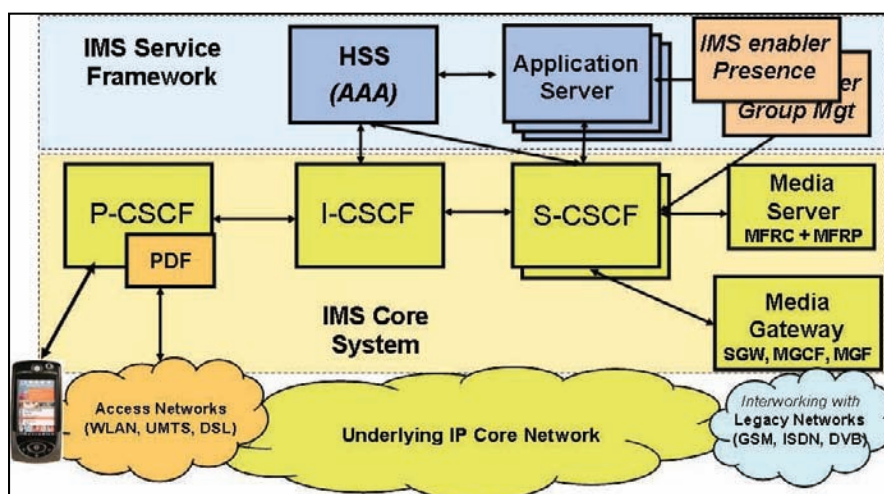 IMS Service
Framework
HSS
(AAA)
Application
Server
IMS enabler
Presence
er
Group Mgt
P-CSCF
PDF
I-CSCF
S-CSCF
Media
Server
MFRC + MFRP
IMS Core
System
Media
Gateway
SGW, MGCF, MGF
Access Networks
(WLAN, UMTS, DSL)
Underlying IP Core Network
Interworking with
Legacy Networks
(GSM, ISDN, DVB)